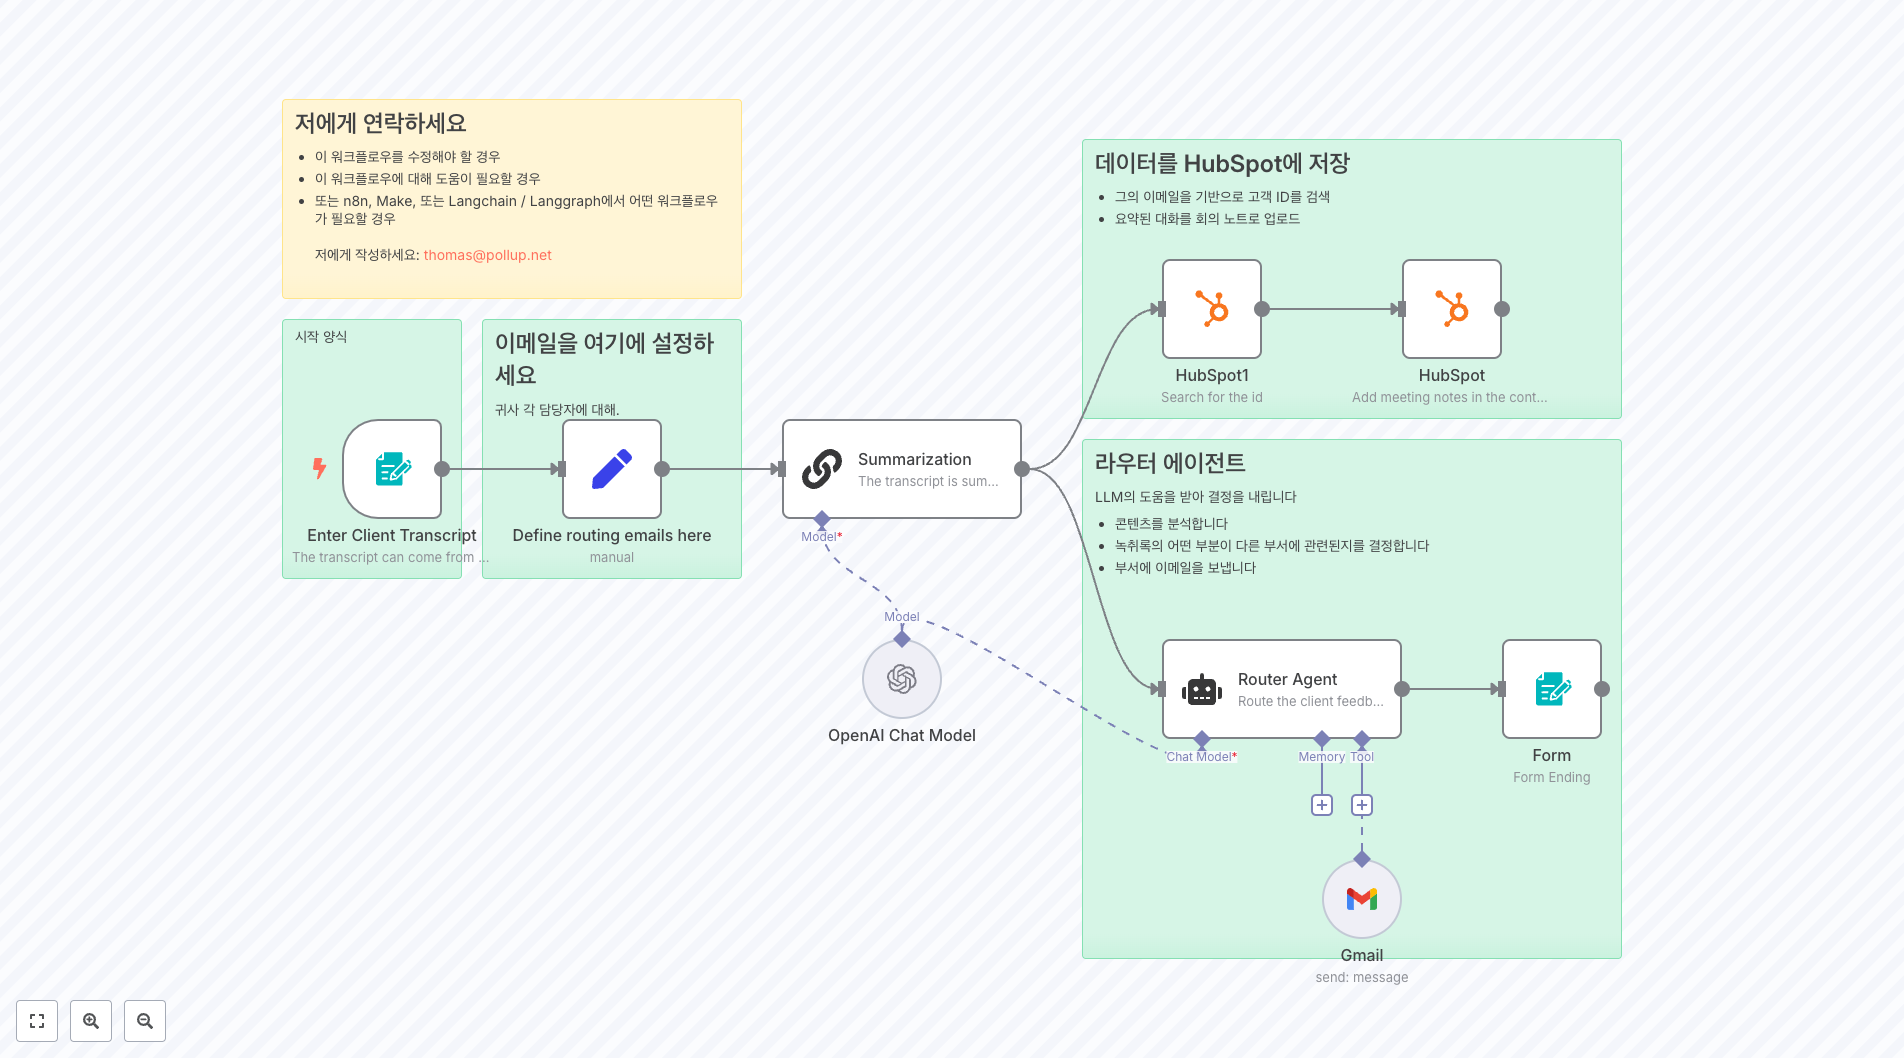 저에게 연락하세요
이 워크플로우를 수정해야 할 경우
이 워크플로우에 대해 도움이 필요할 경우
또는 n8n, Make, 또는 Langchain / Langgraph에서 어떤 워크플로우
가 필요할 경우
저에게 작성하세요: thomas@pollup.net
시작 양식
Enter Client Transcript
The transcript can come from ...
이메일을 여기에 설정하
세요
귀사 각 담당자에 대해.
Define routing emails here
manual
Summarization
The transcript is sum...
Model*
Model
OpenAI Chat Model
데이터를 HubSpot에 저장
그의 이메일을 기반으로 고객 ID를 검색
요약된 대화를 회의 노트로 업로드
HubSpot1
Search for the id
HubSpot
Add meeting notes in the cont...
라우터 에이전트
LLM의 도움을 받아 결정을 내립니다
콘텐츠를 분석합니다
녹취록의 어떤 부분이 다른 부서에 관련된지를 결정합니다
부서에 이메일을 보냅니다
Router Agent
Route the client feedb...
Chat Model*
Memory
Tool
Form
Form Ending
Gmail
send: message